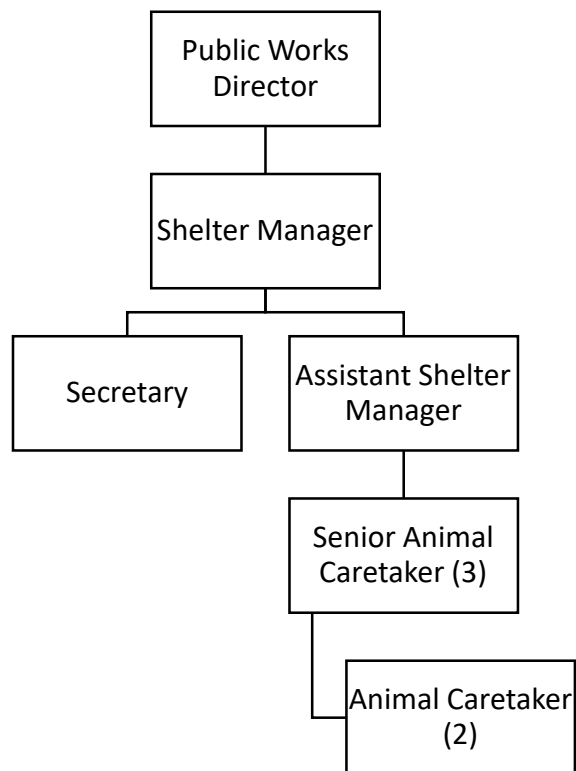 Public Works
Director
Shelter Manager
Secretary
Assistant Shelter
Manager
Senior Animal
Caretaker (3)
Animal Caretaker
(2)